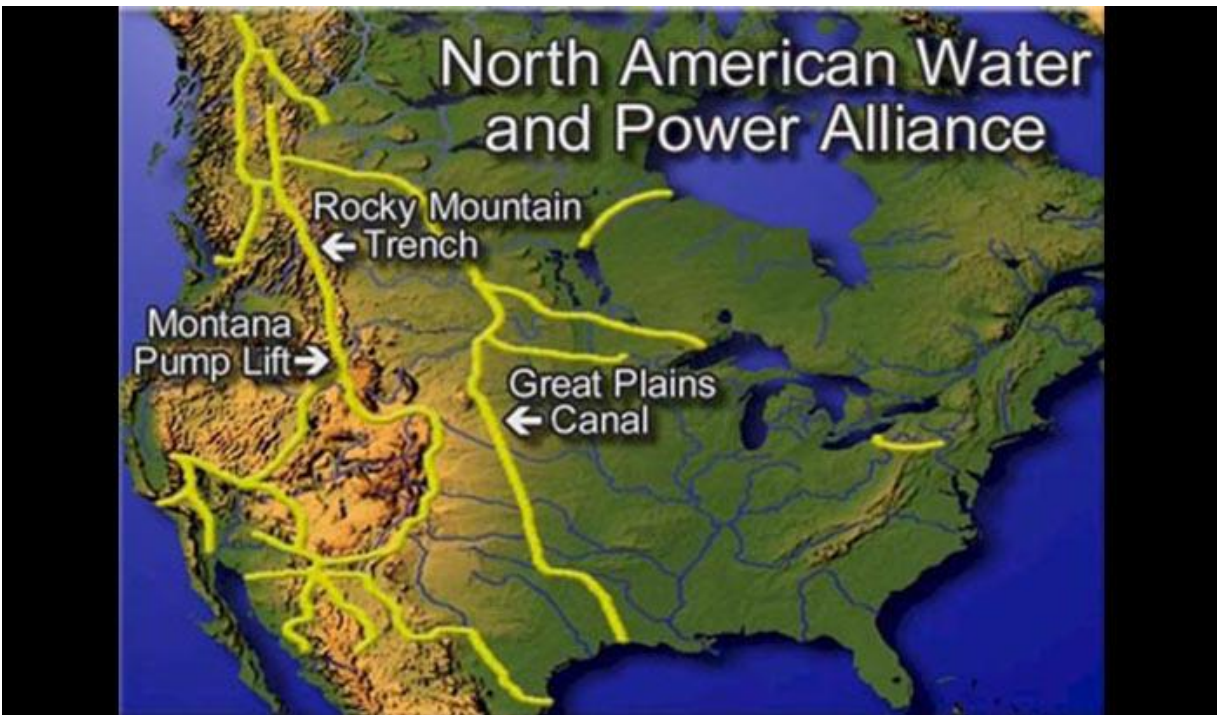 North American Water
and Power Alliance
Rocky Mountain
Trench
Montana
Pump Lift
Great Plains
Canal